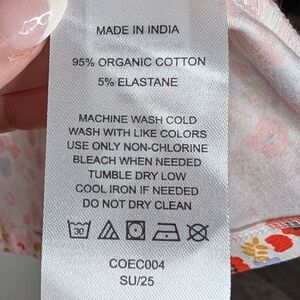 MADE IN INDIA
95% ORGANIC COTTON
5% ELASTANE
MACHINE WASH COLD
WASH WITH LIKE COLORS
USE ONLY NON-CHLORINE
BLEACH WHEN NEEDED
TUMBLE DRY LOW
COOL IRON IF NEEDED
DO NOT DRY CLEAN
30
COEC004
SU/25